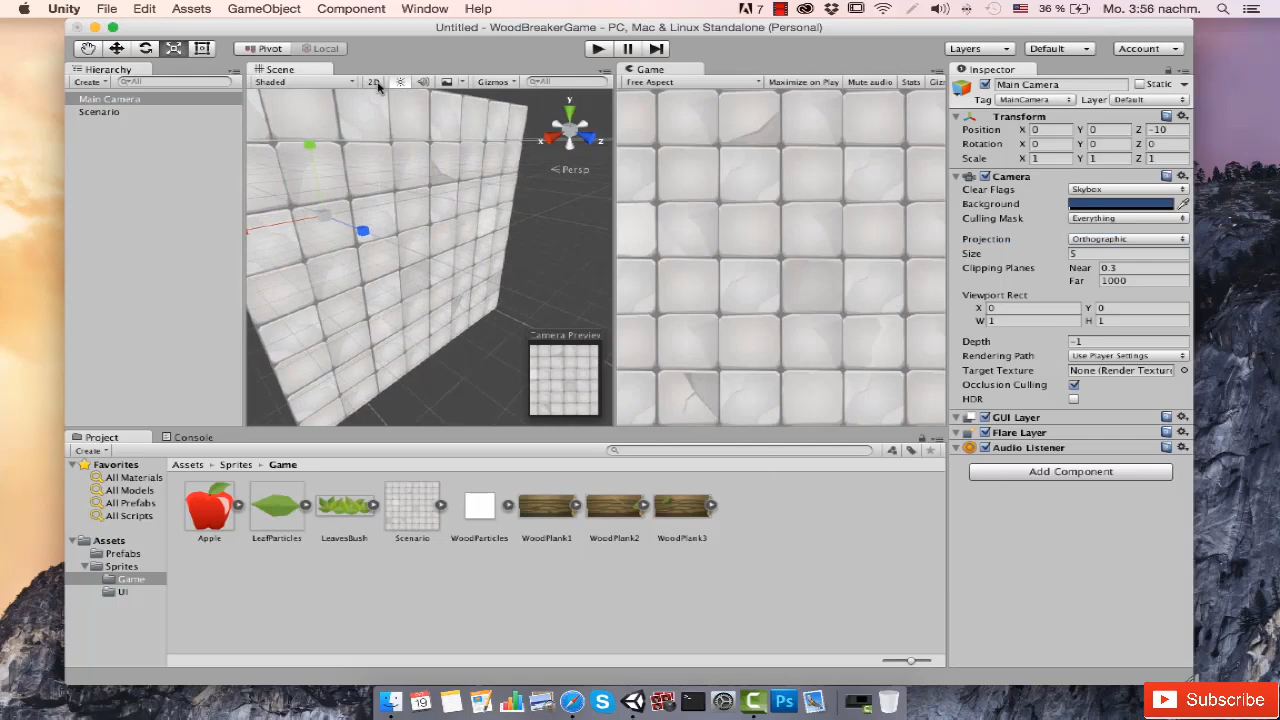 Unity File Edit Assets GameObject Component Window Help 7 36 % Mo. 3:56 nachm.
Untitled - WoodBreakerGame - PC, Mac & Linux Standalone (Personal)
Pivot Local Layers Default Account
Hierarchy Scene Game Inspector
Create All Shaded 2D Gizmos All Free Aspect Maximize on Play Mute audio Stats Giz
Main Camera Static
Tag MainCamera Layer Default
Main Camera
Scenario
Transform
Position X 0 Y 0 Z -10
Rotation X 0 Y 0 Z 0
Scale X 1 Y 1 Z 1
y
x z
Persp
Camera
Clear Flags Skybox
Background
Culling Mask Everything
Projection Orthographic
Size 5
Clipping Planes Near 0.3
Far 1000
Viewport Rect
X 0 Y 0
W 1 H 1
Camera Preview
Depth -1
Rendering Path Use Player Settings
Target Texture None (Render Texture
Occlusion Culling
HDR
GUI Layer
Flare Layer
Audio Listener
Add Component
Project Console
Create
Favorites
All Materials
All Models
All Prefabs
All Scripts
Assets
Prefabs
Sprites
Game
UI
Assets Sprites Game
Apple LeafParticles LeavesBush Scenario WoodParticles WoodPlank1 WoodPlank2 WoodPlank3
19
Ps
Subscribe